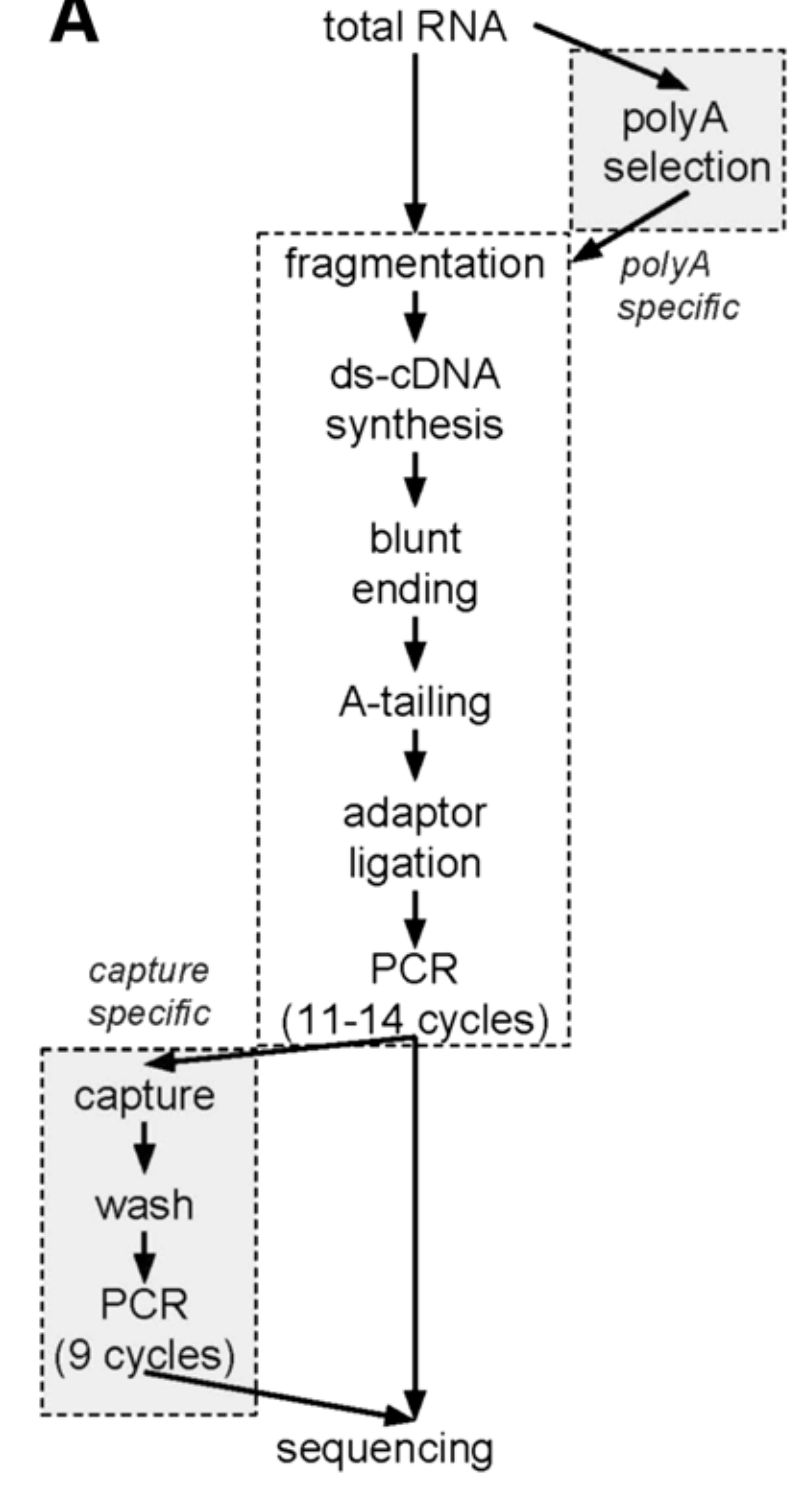 A
total RNA
polyA
selection
fragmentation
polyA
specific
ds-cDNA
synthesis
blunt
ending
A-tailing
adaptor
ligation
PCR
(11-14 cycles)
capture
specific
capture
wash
PCR
(9 cycles)
sequencing